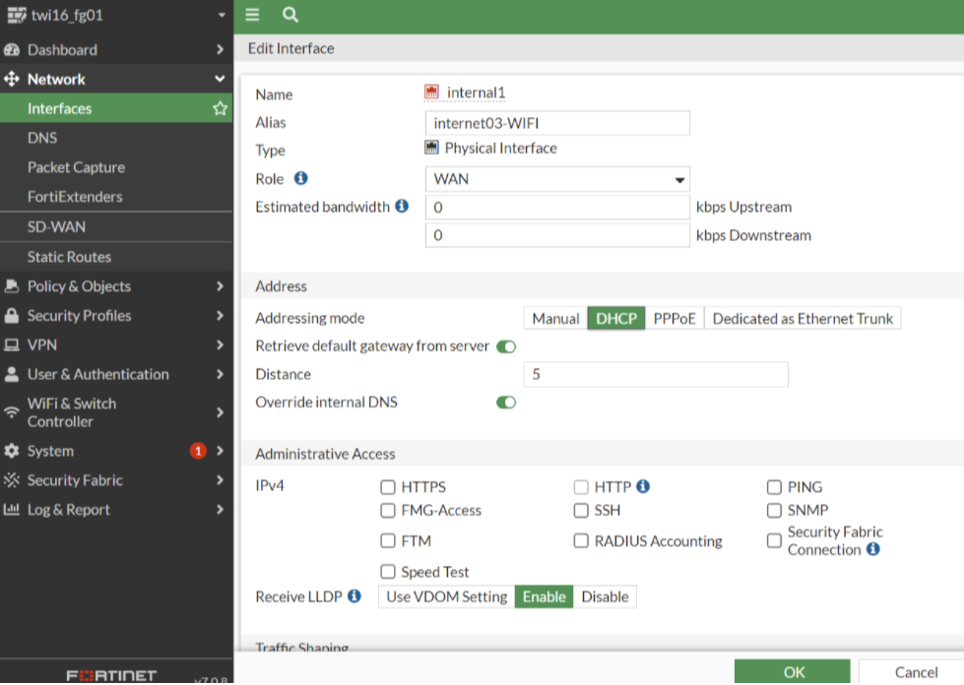 twi16_fg01
Dashboard
Network
Interfaces
DNS
Packet Capture
FortiExtenders
SD-WAN
Static Routes
Policy & Objects
Security Profiles
VPN
User & Authentication
WiFi & Switch
Controller
System 1
Security Fabric
Log & Report
FORTINET v7.0.8
Edit Interface
Name internal1
Alias internet03-WIFI
Type Physical Interface
Role WAN
Estimated bandwidth 0 kbps Upstream
0 kbps Downstream
Address
Addressing mode Manual DHCP PPPoE Dedicated as Ethernet Trunk
Retrieve default gateway from server
Distance 5
Override internal DNS
Administrative Access
IPv4 HTTPS HTTP PING
FMG-Access SSH SNMP
FTM RADIUS Accounting Security Fabric
Connection
Speed Test
Receive LLDP Use VDOM Setting Enable Disable
Traffic Shaping
OK Cancel